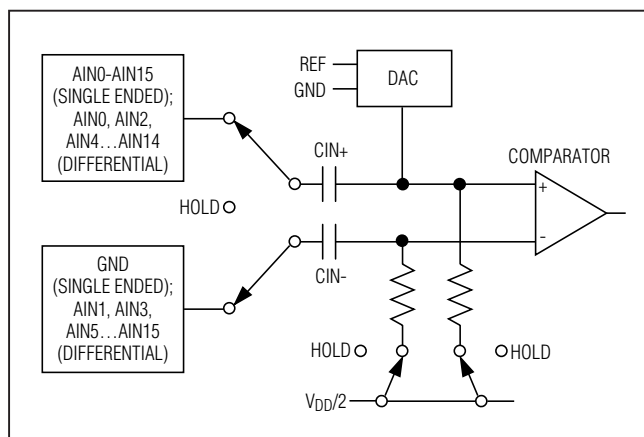 AIN0-AIN15
(SINGLE ENDED);
AIN0, AIN2,
AIN4…AIN14
(DIFFERENTIAL)
REF
GND
DAC
CIN+
COMPARATOR
+
-
HOLD
GND
(SINGLE ENDED);
AIN1, AIN3,
AIN5…AIN15
(DIFFERENTIAL)
CIN-
HOLD
HOLD
VDD/2